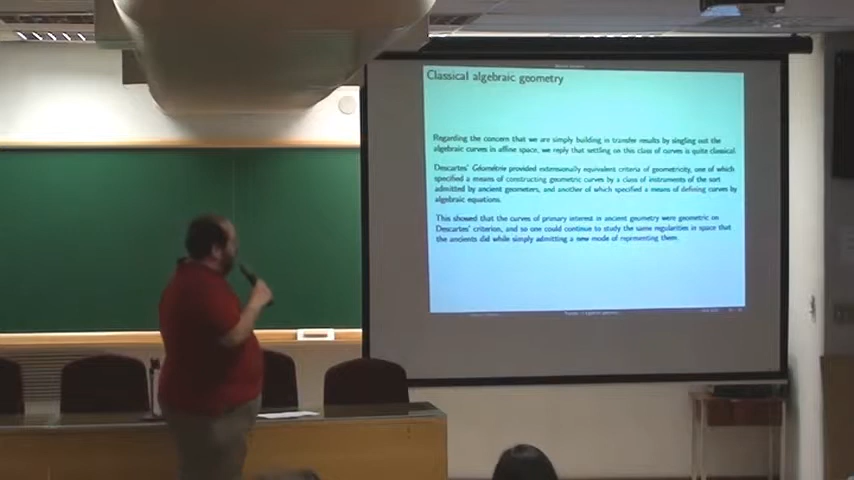 Classical algebraic geometry
Regarding the concern that we are simply building in transfer results by singling out the
algebraic curves in affine space, we reply that settling on this class of curves is quite classical.
Descartes' Géométrie provided extensionally equivalent criteria of geometricity, one of which
specified a means of constructing geometric curves by a class of instruments of the sort
admitted by ancient geometers, and another of which specified a means of defining curves by
algebraic equations.
This showed that the curves of primary interest in ancient geometry were geometric on
Descartes' criterion, and so one could continue to study the same regularities in space that
the ancients did while simply admitting a new mode of representing them.